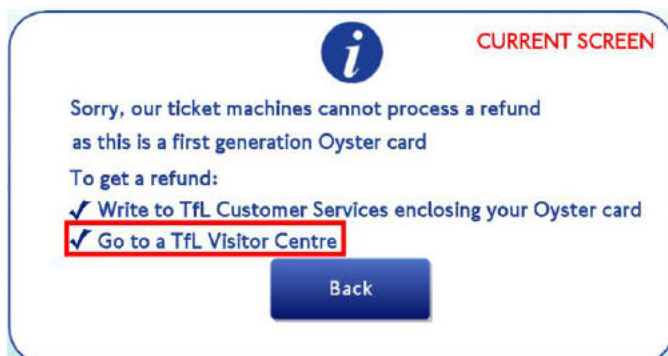 i
CURRENT SCREEN
Sorry, our ticket machines cannot process a refund
as this is a first generation Oyster card
To get a refund:
✓ Write to TfL Customer Services enclosing your Oyster card
✓ Go to a TfL Visitor Centre
Back